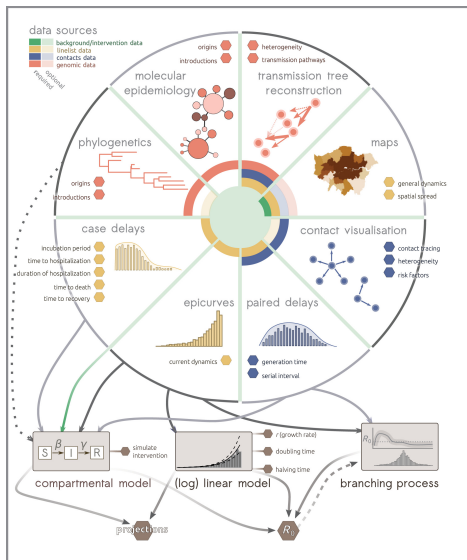 data sources
background/intervention data
linelist data
contacts data
genomic data
required
optional
origins
introductions
molecular
epidemiology
heterogeneity
transmission pathways
transmission tree
reconstruction
phylogenetics
origins
introductions
maps
general dynamics
spatial spread
case delays
incubation period
time to hospitalization
duration of hospitalization
time to death
time to recovery
contact visualisation
contact tracing
heterogeneity
risk factors
epicurves
current dynamics
paired delays
generation time
serial interval
β γ
S I R
simulate
intervention
compartmental model
r (growth rate)
doubling time
halving time
(log) linear model
R₀
branching process
projections